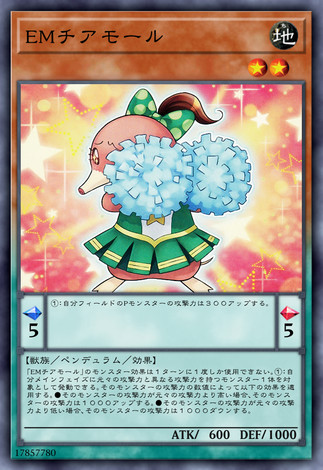 EMチアモール
地
①:自分フィールドのPモンスターの攻撃力は300アップする。
5
5
【獣族/ペンデュラム/効果】
「EMチアモール」のモンスター効果は1ターンに1度しか使用できない。①:自
分メインフェイズに元々の攻撃力と異なる攻撃力を持つモンスター1体を対
象として発動できる。そのモンスターの攻撃力の数値によって以下の効果を適
用する。●そのモンスターの攻撃力が元々の攻撃力より高い場合、そのモン
スターの攻撃力は1000アップする。●そのモンスターの攻撃力が元々の攻撃
力より低い場合、そのモンスターの攻撃力は1000ダウンする。
ATK/ 600 DEF/1000
17857780